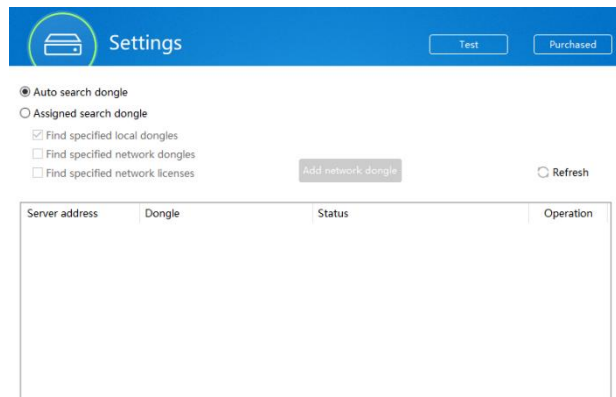 Settings Test Purchased
Auto search dongle
Assigned search dongle
Find specified local dongles
Find specified network dongles
Find specified network licenses Add network dongle Refresh
Server address Dongle Status Operation